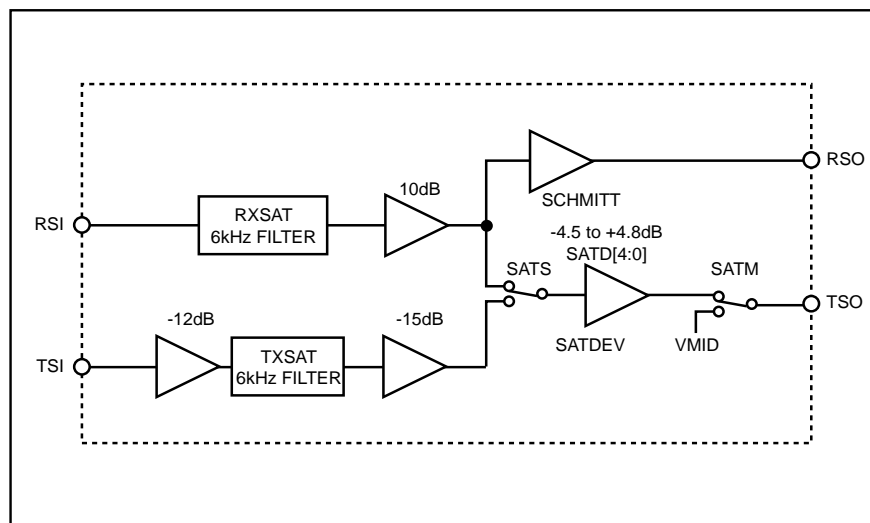 RSO
10dB
SCHMITT
RXSAT
6kHz FILTER
RSI
-4.5 to +4.8dB
SATD[4:0]
SATS
SATM
TSO
-12dB
-15dB
VMID
SATDEV
TSI
TXSAT
6kHz FILTER